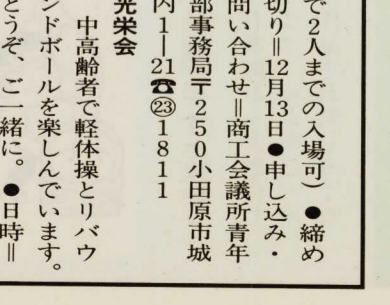 で2人までの入場可)●締め
切り＝12月13日●申し込み・
問い合わせ＝商工会議所青年
部事務局〒250小田原市城
内1―21☎㉓1811
光栄会
中高齢者で軽体操とリバウ
ンドボールを楽しんでいます。
どうぞ、ご一緒に。●日時＝